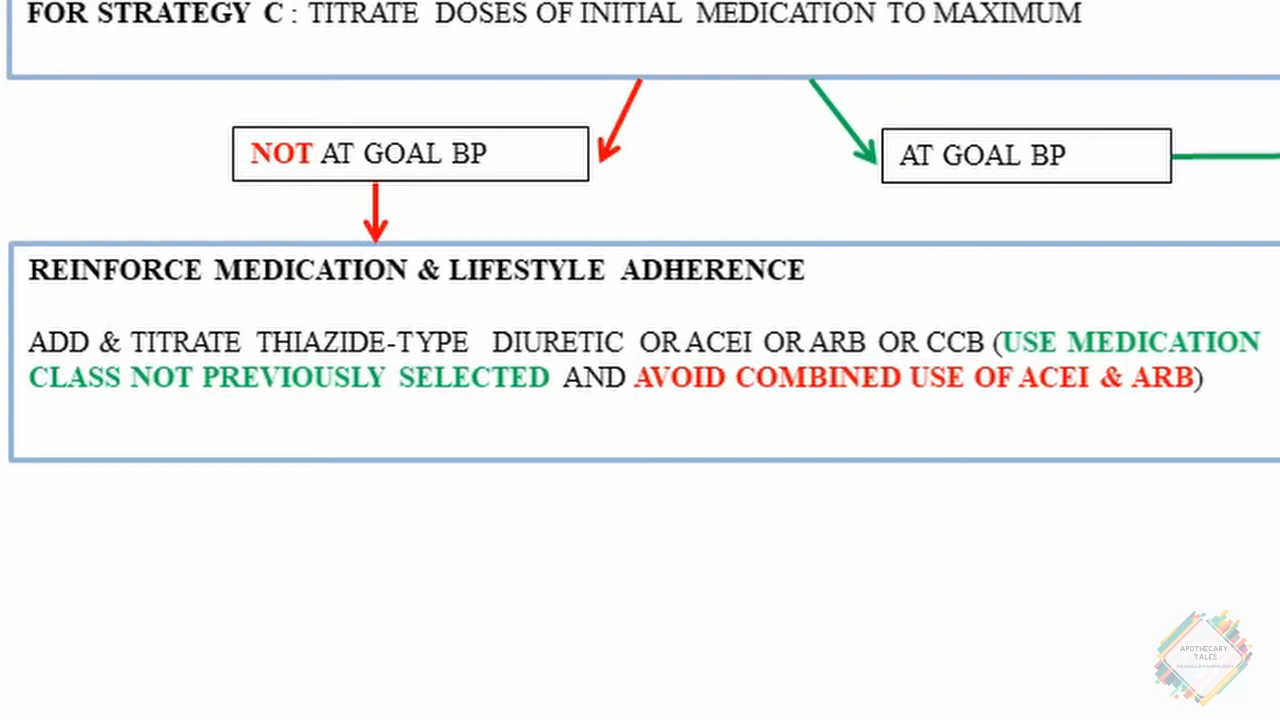 FOR STRATEGY C : TITRATE DOSES OF INITIAL MEDICATION TO MAXIMUM
NOT AT GOAL BP
AT GOAL BP
REINFORCE MEDICATION & LIFESTYLE ADHERENCE
ADD & TITRATE THIAZIDE-TYPE DIURETIC OR ACEI OR ARB OR CCB (USE MEDICATION
CLASS NOT PREVIOUSLY SELECTED AND AVOID COMBINED USE OF ACEI & ARB)
APOTHECARY
TALES